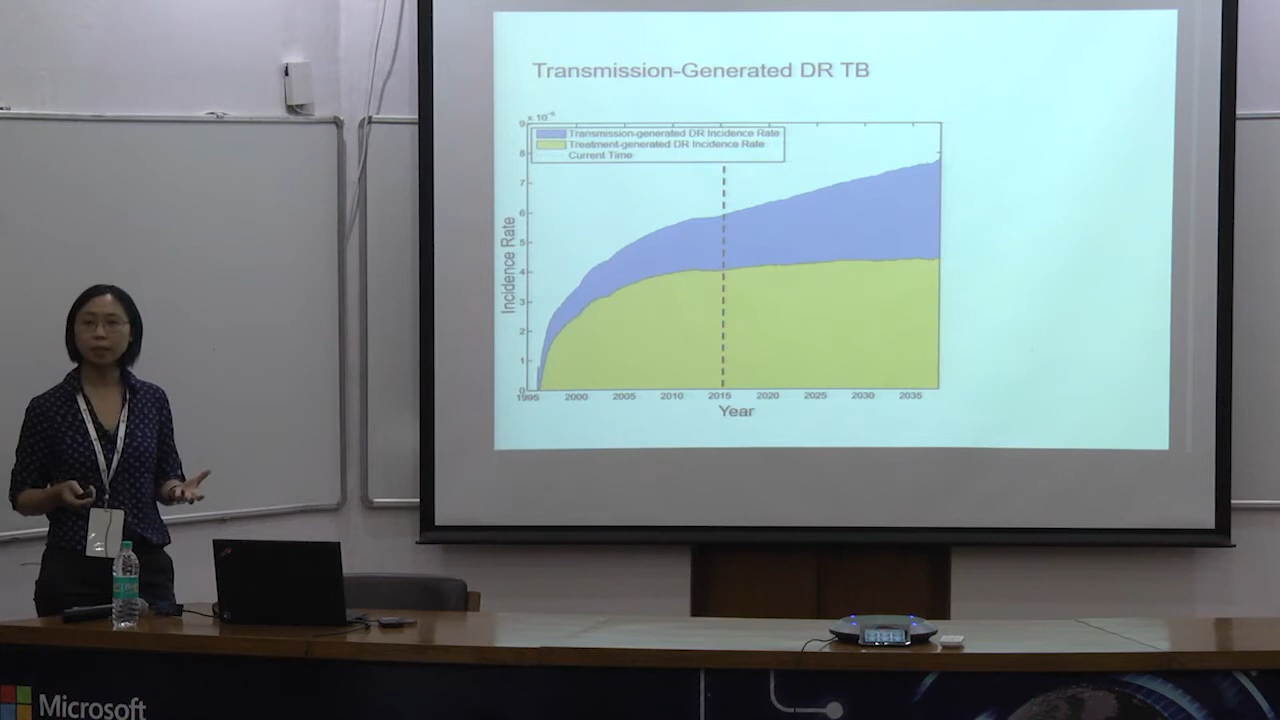 Transmission-Generated DR TB
9
Transmission-generated DR Incidence Rate
Treatment-generated DR Incidence Rate
Current Time
8
7
6
5
4
3
2
1
0
Incidence Rate
1995 2000 2005 2010 2015 2020 2025 2030 2035
Year
Microsoft